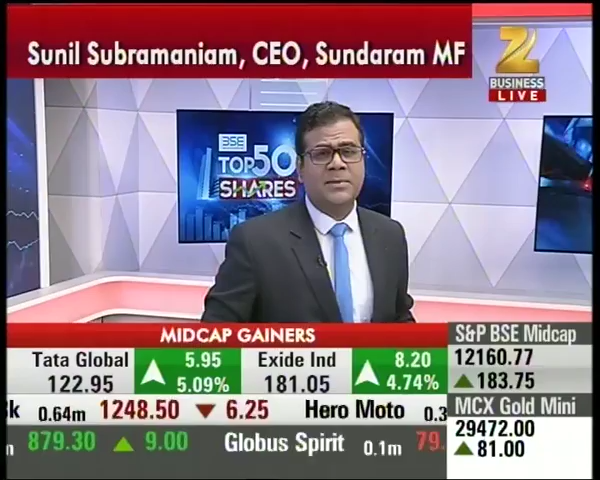 Sunil Subramaniam, CEO, Sundaram MF
Z
BUSINESS
LIVE
BSE
TOP 50
SHARES
MIDCAP GAINERS
Tata Global 5.95 Exide Ind 8.20
122.95 5.09% 181.05 4.74%
S&P BSE Midcap
12160.77
183.75
0.64m 1248.50 6.25 Hero Moto 0.3
MCX Gold Mini
29472.00
81.00
879.30 9.00 Globus Spirit 0.1m 79.